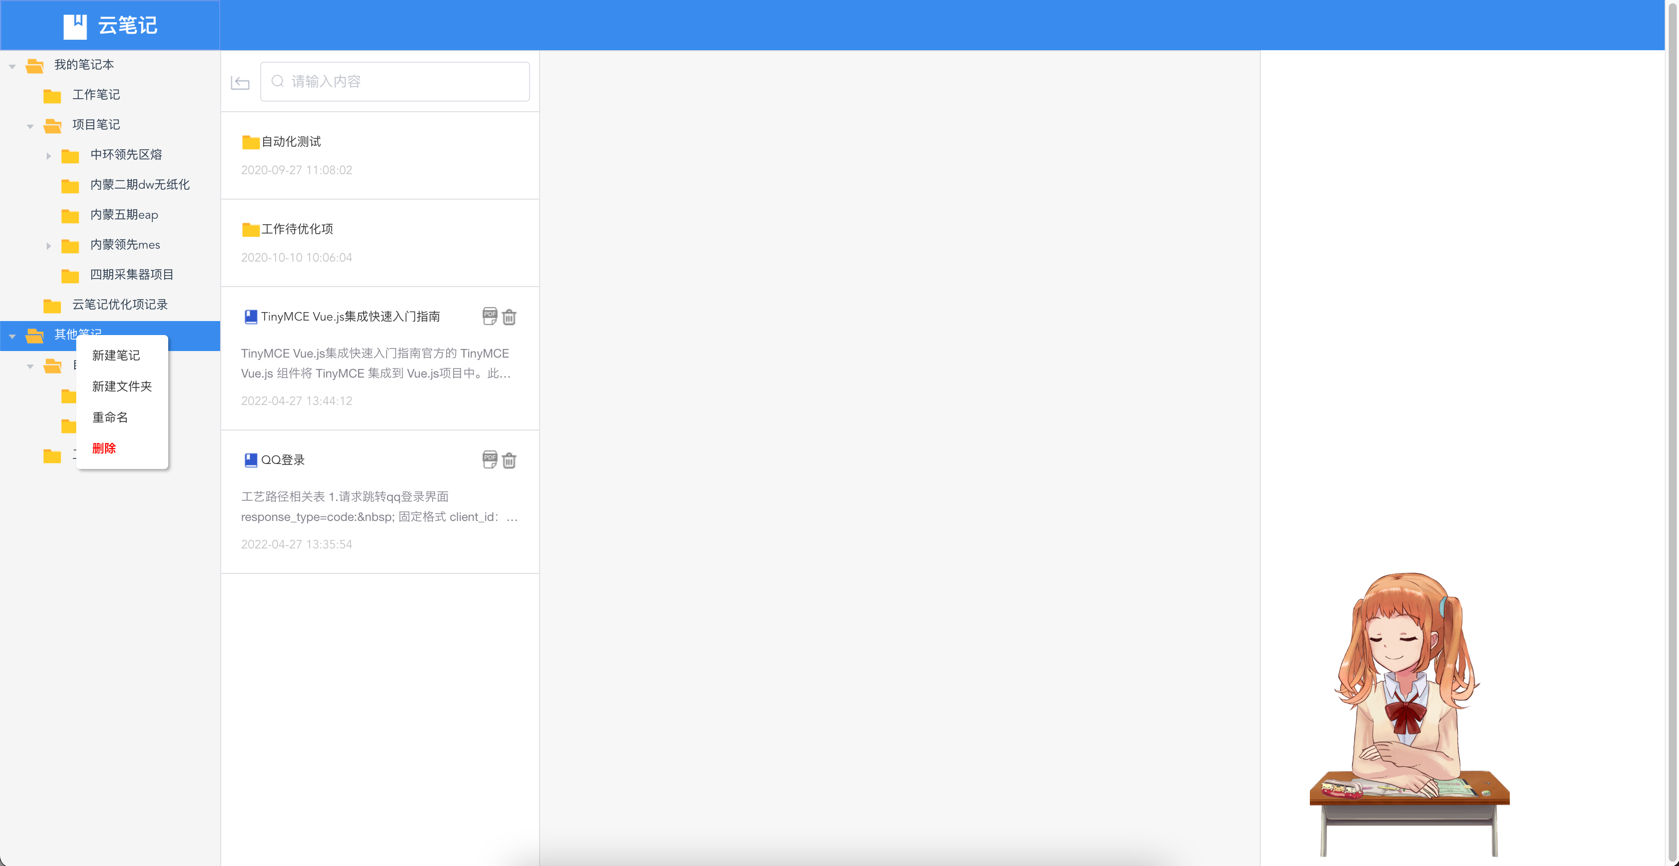 云笔记
我的笔记本
工作笔记
项目笔记
中环领先区熔
内蒙二期dw无纸化
内蒙五期eap
内蒙领先mes
四期采集器项目
云笔记优化项记录
其他笔记
新建笔记
新建文件夹
重命名
删除
请输入内容
自动化测试
2020-09-27 11:08:02
工作待优化项
2020-10-10 10:06:04
TinyMCE Vue.js集成快速入门指南
PDF
TinyMCE Vue.js集成快速入门指南官方的 TinyMCE
Vue.js 组件将 TinyMCE 集成到 Vue.js项目中。此…
2022-04-27 13:44:12
QQ登录
PDF
工艺路径相关表 1.请求跳转qq登录界面
response_type=code:&nbsp; 固定格式 client_id： …
2022-04-27 13:35:54